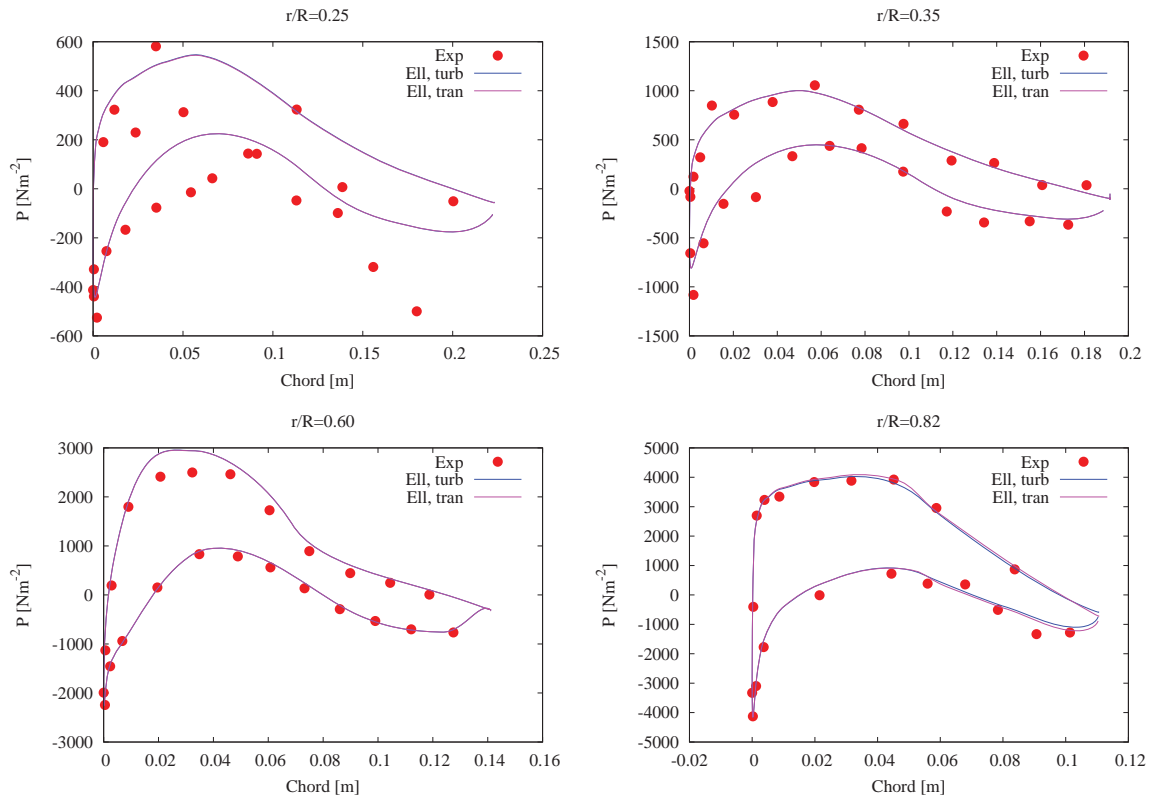 r/R=0.25
600
400
200
0
-200
-400
-600
P [Nm-2]
Exp
Ell, turb
Ell, tran
0 0.05 0.1 0.15 0.2 0.25
Chord [m]
r/R=0.35
1500
1000
500
0
-500
-1000
-1500
P [Nm-2]
Exp
Ell, turb
Ell, tran
0 0.02 0.04 0.06 0.08 0.1 0.12 0.14 0.16 0.18 0.2
Chord [m]
r/R=0.60
3000
2000
1000
0
-1000
-2000
-3000
P [Nm-2]
Exp
Ell, turb
Ell, tran
0 0.02 0.04 0.06 0.08 0.1 0.12 0.14 0.16
Chord [m]
r/R=0.82
5000
4000
3000
2000
1000
0
-1000
-2000
-3000
-4000
-5000
P [Nm-2]
Exp
Ell, turb
Ell, tran
-0.02 0 0.02 0.04 0.06 0.08 0.1 0.12
Chord [m]